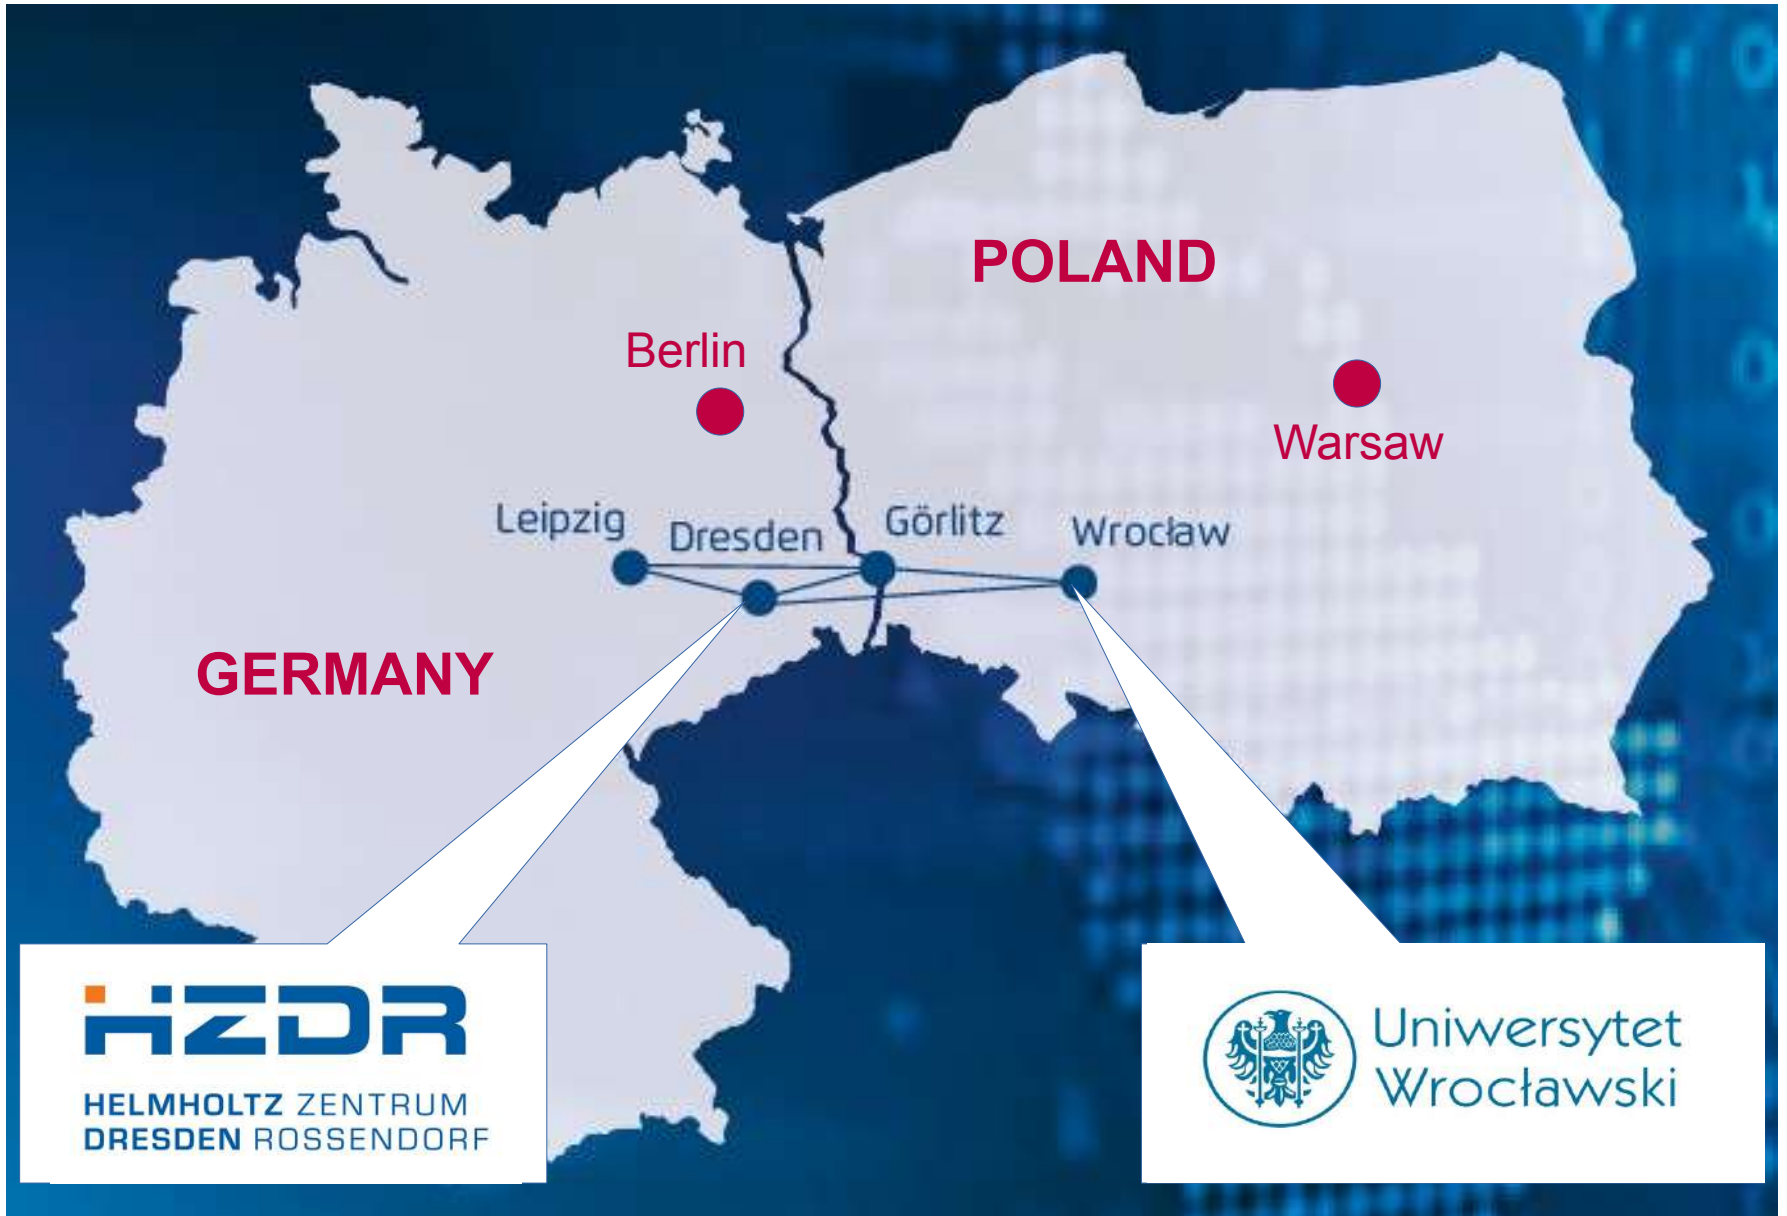 POLAND
Berlin
Warsaw
Leipzig
Dresden
Görlitz
Wrocław
GERMANY
HZDR
HELMHOLTZ ZENTRUM
DRESDEN ROSSENDORF
Uniwersytet
Wrocławski